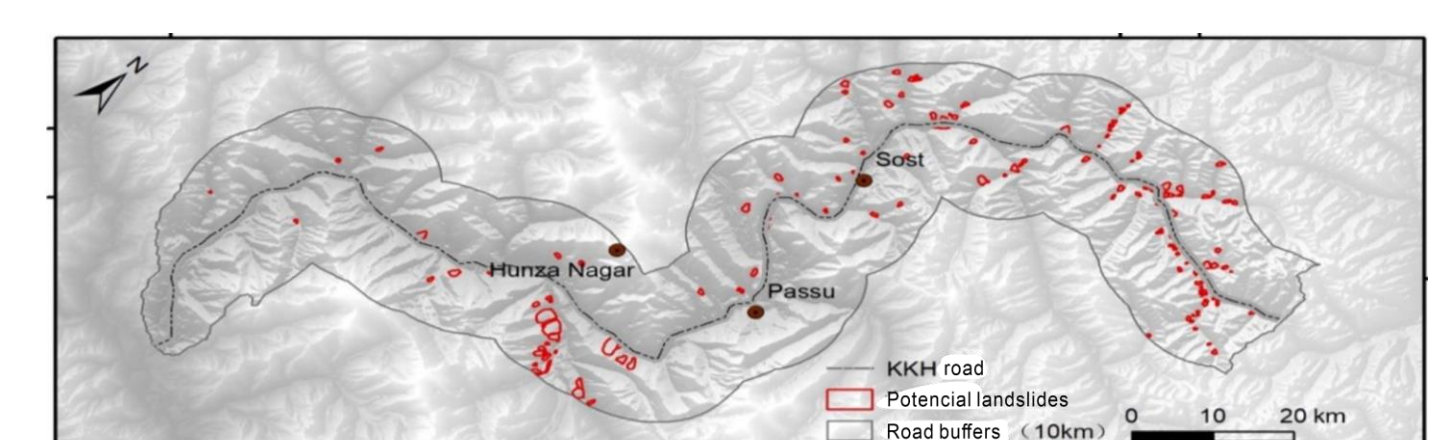 N
Sost
Hunza Nagar
Passu
KKH road
Potencial landslides
Road buffers （10km）
0 10 20 km